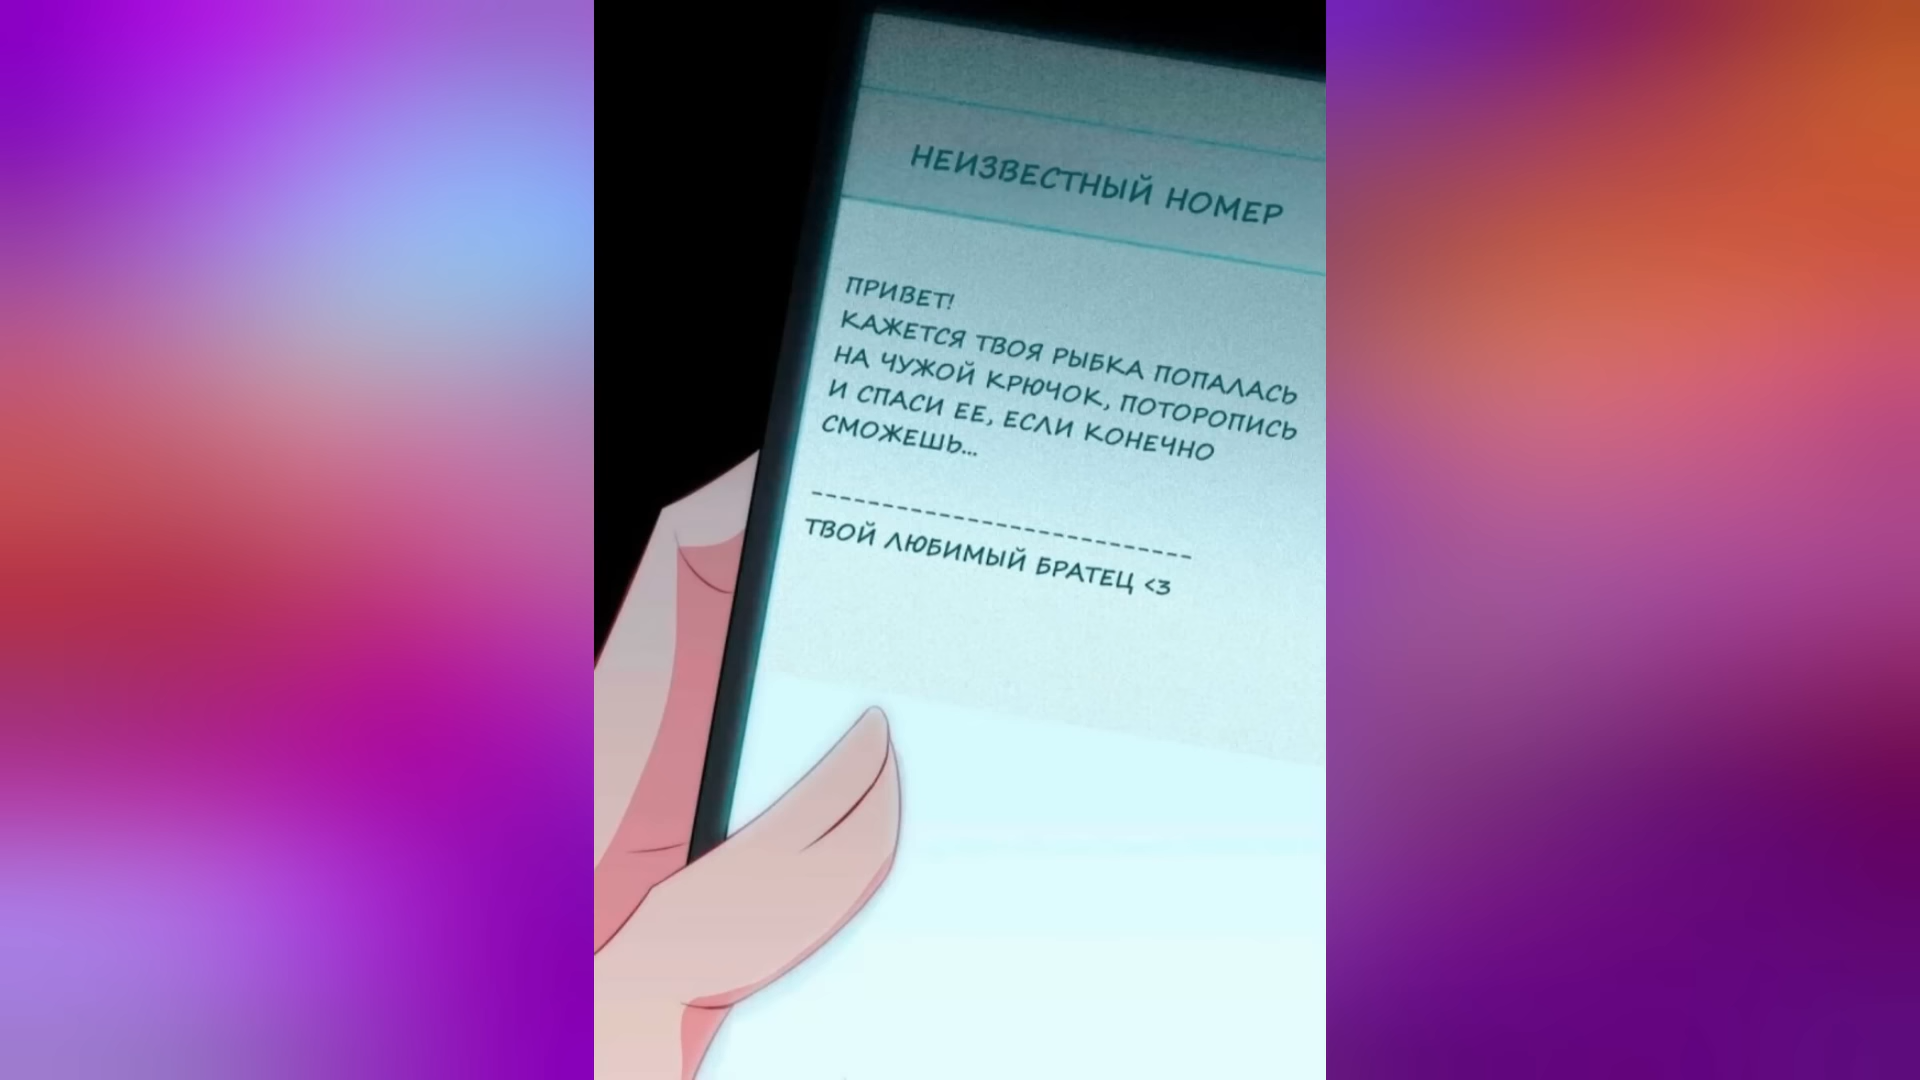 НЕИЗВЕСТНЫЙ НОМЕР
ПРИВЕТ!
КАЖЕТСЯ ТВОЯ РЫБКА ПОПАЛАСЬ
НА ЧУЖОЙ КРЮЧОК, ПОТОРОПИСЬ
И СПАСИ ЕЕ, ЕСЛИ КОНЕЧНО
СМОЖЕШЬ...
---------------------------
ТВОЙ ЛЮБИМЫЙ БРАТЕЦ <3